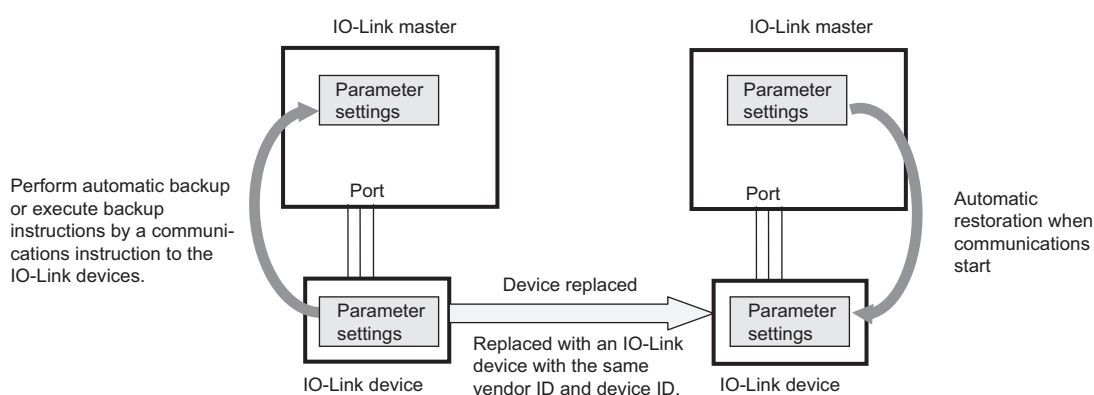 IO-Link master
Parameter
settings
Port
Perform automatic backup
or execute backup
instructions by a communi-
cations instruction to the
IO-Link devices.
Parameter
settings
IO-Link device
Device replaced
Replaced with an IO-Link
device with the same
vendor ID and device ID.
IO-Link master
Parameter
settings
Port
Automatic
restoration when
communications
start
Parameter
settings
IO-Link device